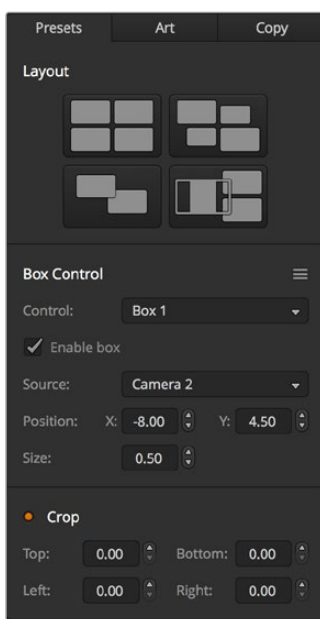 Presets Art Copy
Layout
Box Control
Control: Box 1
Enable box
Source: Camera 2
Position: X: -8.00 Y: 4.50
Size: 0.50
Crop
Top: 0.00 Bottom: 0.00
Left: 0.00 Right: 0.00